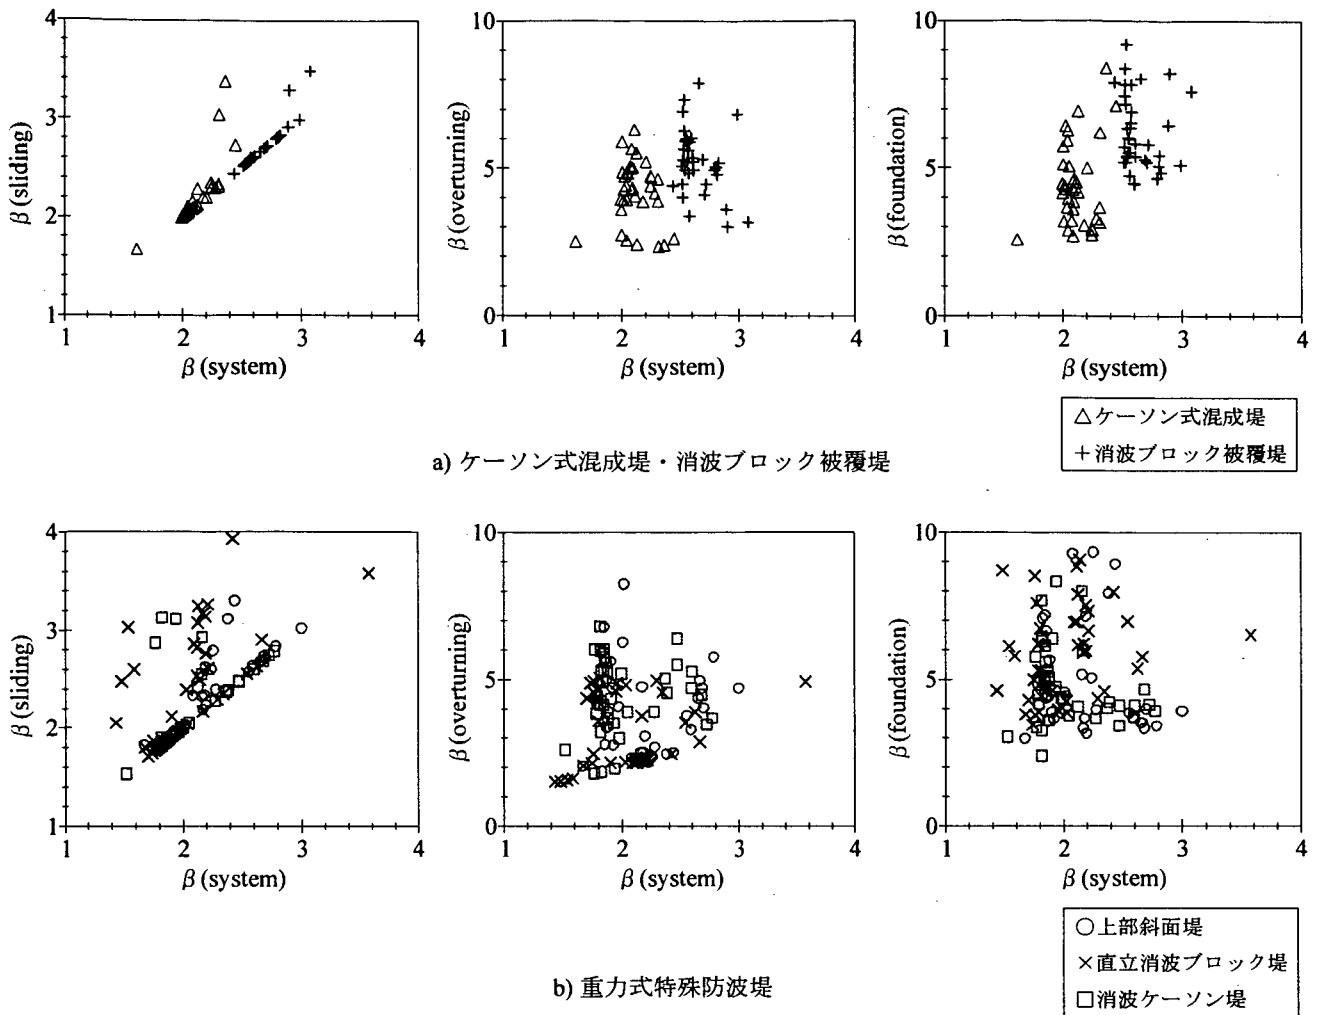 4
3
2
1
β (sliding)
1
2
3
4
β (system)
10
5
0
β (overturning)
1
2
3
4
β (system)
10
5
0
β (foundation)
1
2
3
4
β (system)
△ケーソン式混成堤
+消波ブロック被覆堤
a) ケーソン式混成堤・消波ブロック被覆堤
4
3
2
1
β (sliding)
1
2
3
4
β (system)
10
5
0
β (overturning)
1
2
3
4
β (system)
10
5
0
β (foundation)
1
2
3
4
β (system)
○上部斜面堤
×直立消波ブロック堤
□消波ケーソン堤
b) 重力式特殊防波堤